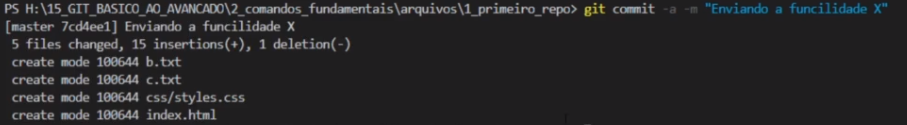 PS H:\15_GIT_BASICO_AO_AVANCADO\2_comandos_fundamentais\arquivos\1_primeiro_repo> git commit -a -m "Enviando a funcilidade X"
[master 7cd4ee1] Enviando a funcilidade X
 5 files changed, 15 insertions(+), 1 deletion(-)
 create mode 100644 b.txt
 create mode 100644 c.txt
 create mode 100644 css/styles.css
 create mode 100644 index.html